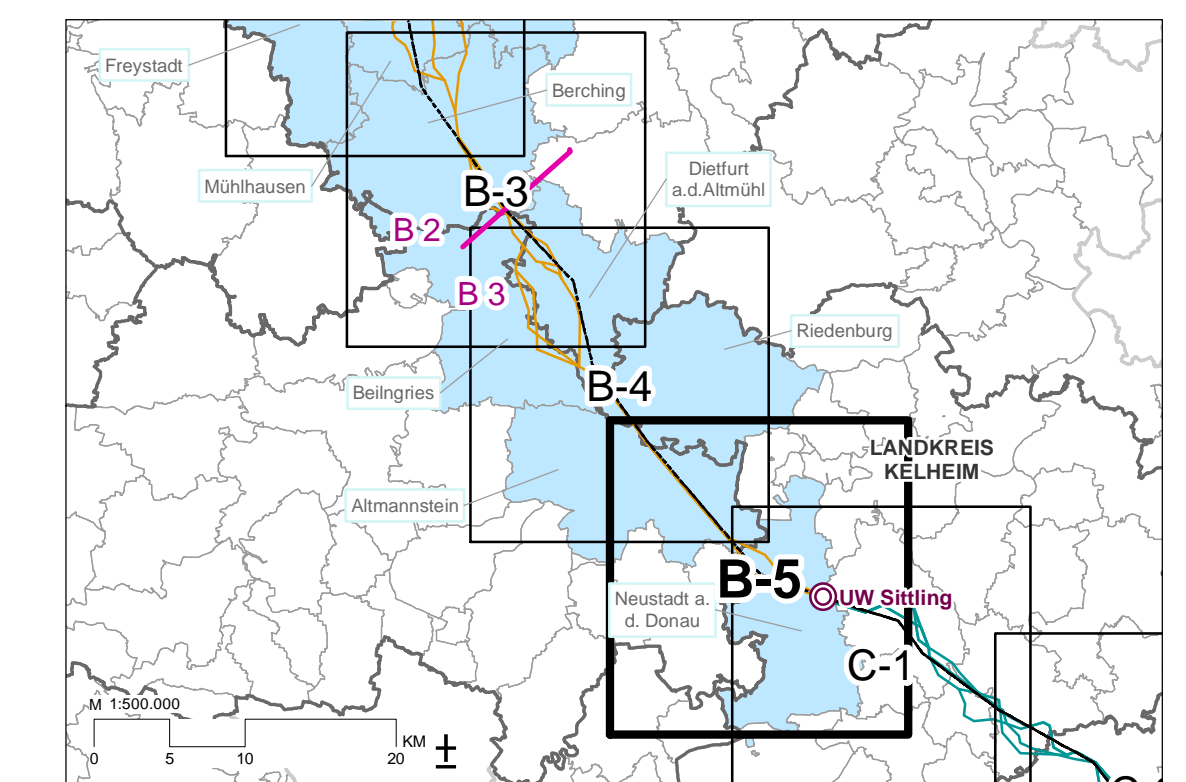 Freystadt
Berching
Mühlhausen
Dietfurt
a.d.Altmühl
B-3
B 2
B 3
Riedenburg
Beilngries
B-4
LANDKREIS
KELHEIM
Altmannstein
B-5
Neustadt a.
d. Donau
UW Sittling
C-1
M 1:500.000
KM
0
5
10
20